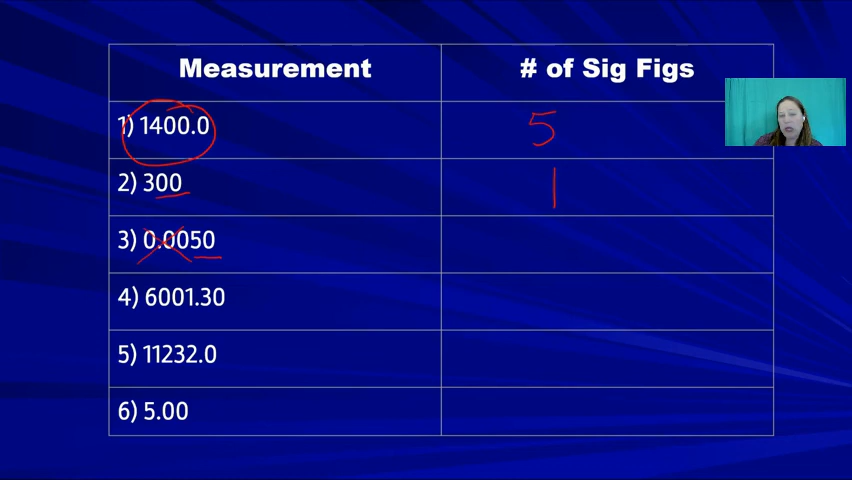 Measurement # of Sig Figs
1) 1400.0 5
2) 300 1
3) 0.0050
4) 6001.30
5) 11232.0
6) 5.00